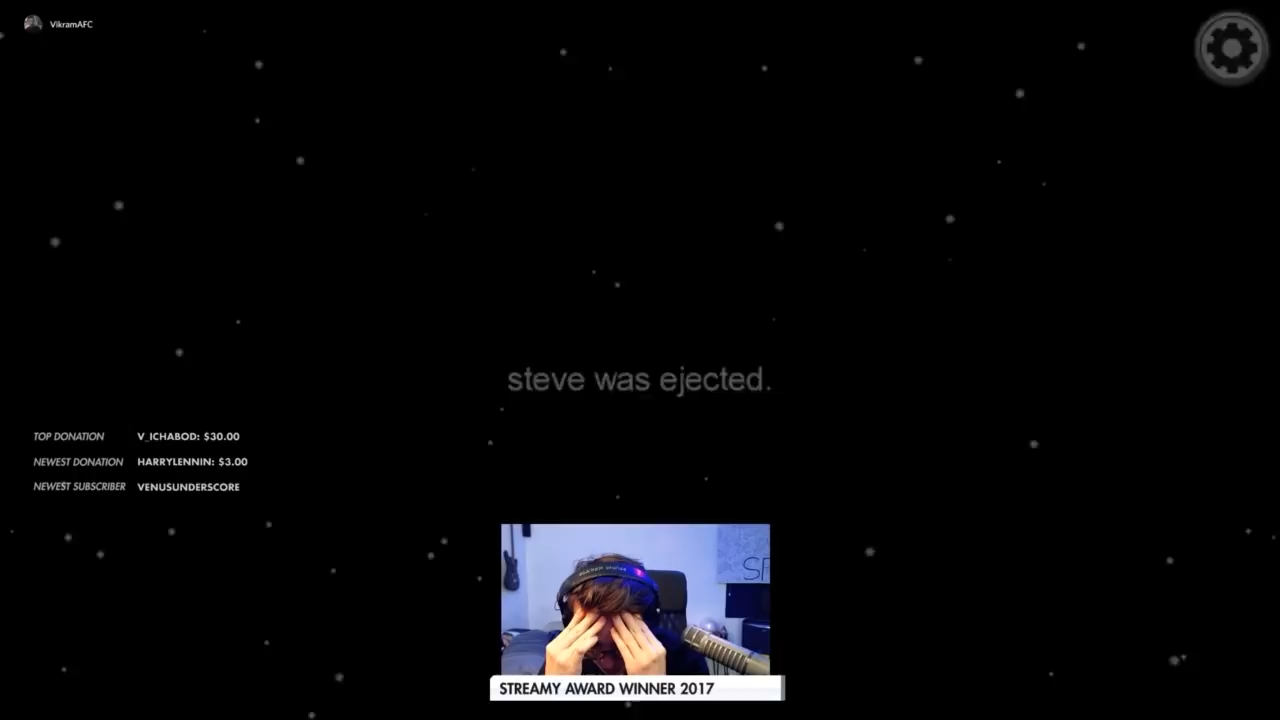 VikramAFC
steve was ejected.
TOP DONATION V_ICHABOD: $30.00
NEWEST DONATION HARRYLENNIN: $3.00
NEWEST SUBSCRIBER VENUSUNDERSCORE
SF
STREAMY AWARD WINNER 2017